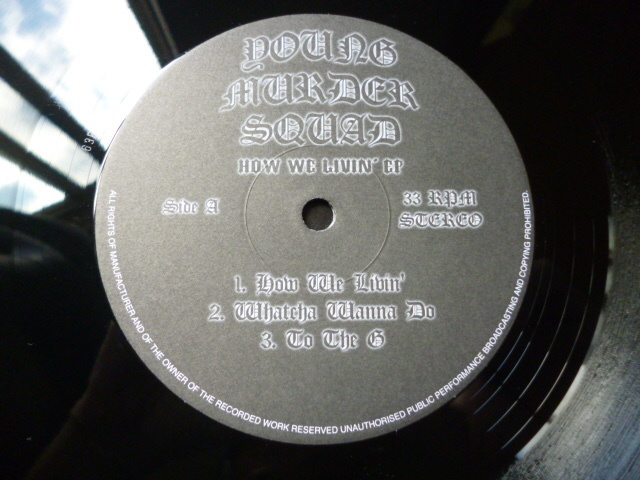 YOUNG
MURDER
SQUAD
HOW WE LIVIN' EP
Side A
33 RPM
STEREO
1. How We Livin'
2. Whatcha Wanna Do
3. To The G
ALL RIGHTS OF MANUFACTURER AND OF THE OWNER OF THE RECORDED WORK RESERVED UNAUTHORISED PUBLIC PERFORMANCE BROADCASTING AND COPYING PROHIBITED.